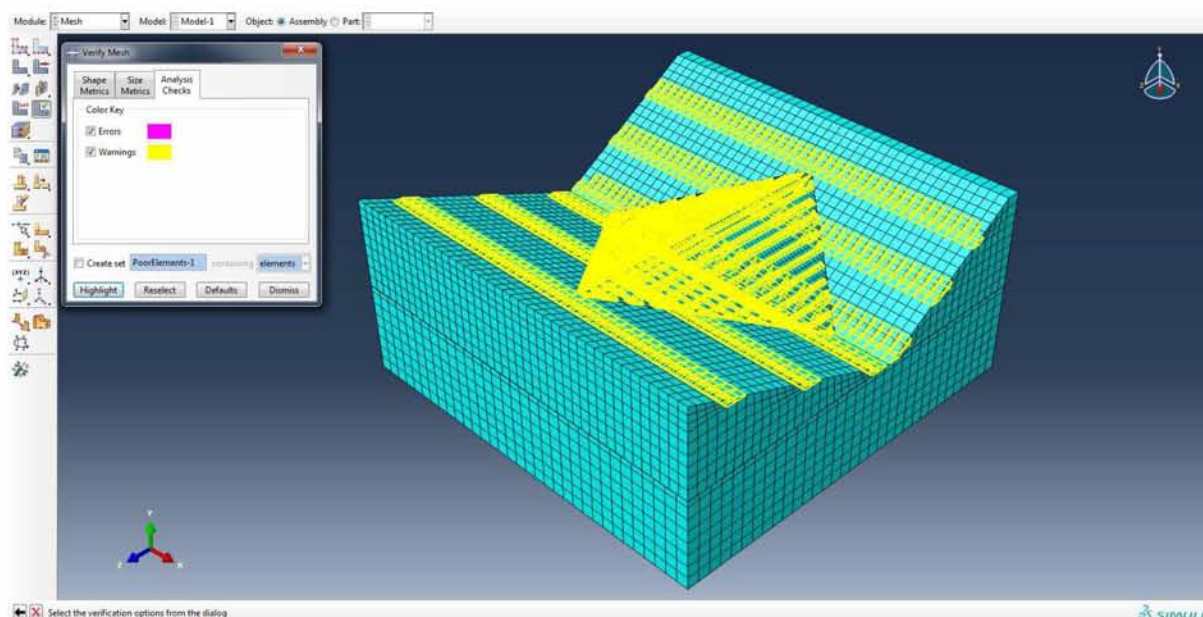 Module: Mesh Model: Model-1 Object: Assembly Part:
Verify Mesh
Shape Metrics
Size Metrics
Analysis Checks
Color Key
Errors
Warnings
Create set PoorElements-1 containing elements
Highlight Reselect Defaults Dismiss
Y
Z X
Select the verification options from the dialog